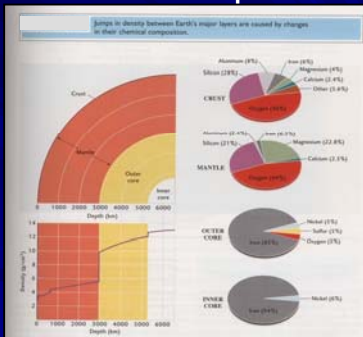 Jumps in density between Earth's major layers are caused by changes
in their chemical composition.
Crust
Mantle
Outer
core
Inner
core
0 1000 2000 3000 4000 5000 6000
Depth (km)
Aluminum (8%)
Iron (6%)
Silicon (28%)
Magnesium (4%)
Calcium (2.4%)
Other (5.6%)
CRUST
Oxygen (46%)
Iron (6.3%)
Silicon (21%)
Magnesium (22.8%)
Calcium (2.5%)
MANTLE
Oxygen (44%)
Nickel (5%)
Sulfur (5%)
Oxygen (5%)
OUTER
CORE
Iron (85%)
Nickel (6%)
INNER
CORE
Iron (94%)
14
12
10
8
6
4
Density (g/cm³)
0 1000 2000 3000 4000 5000 6000
Depth (km)